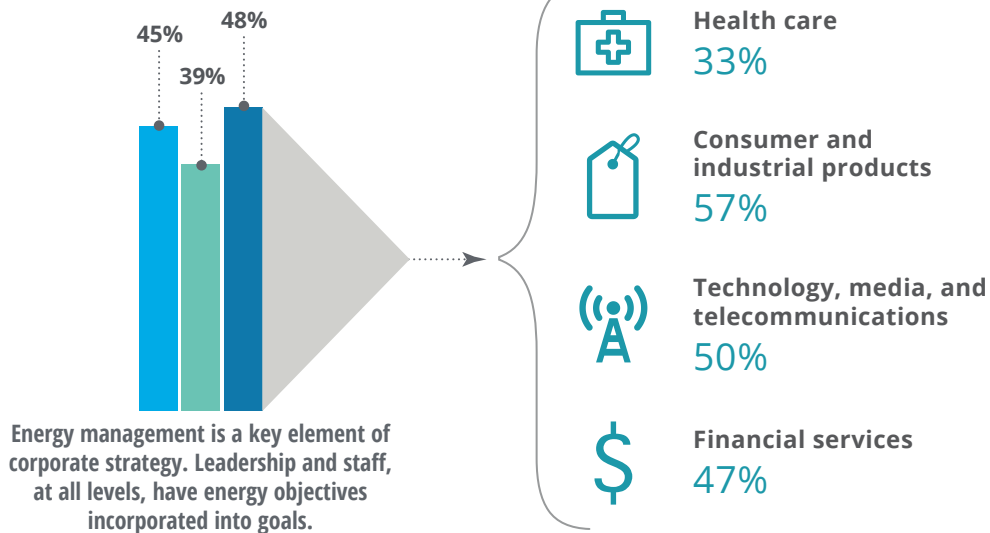 45%
39%
48%
Energy management is a key element of
corporate strategy. Leadership and staff,
at all levels, have energy objectives
incorporated into goals.
Health care
33%
Consumer and
industrial products
57%
Technology, media, and
telecommunications
50%
Financial services
47%